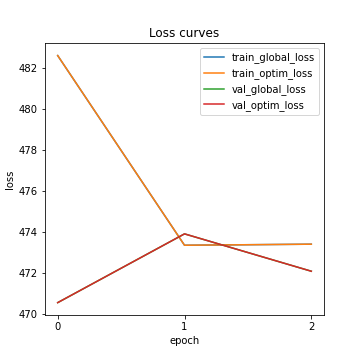 Loss curves
train_global_loss
train_optim_loss
val_global_loss
val_optim_loss
482
480
478
476
474
472
470
loss
0 1 2
epoch